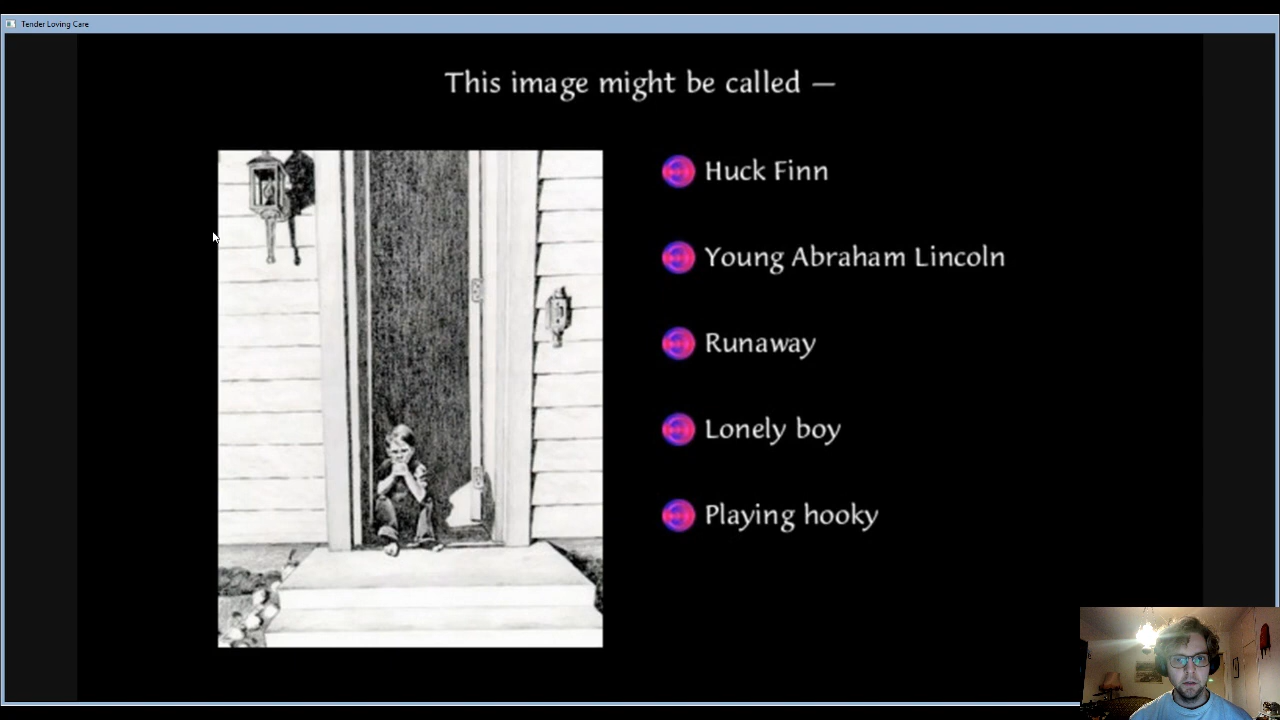 Tender Loving Care
This image might be called —
Huck Finn
Young Abraham Lincoln
Runaway
Lonely boy
Playing hooky